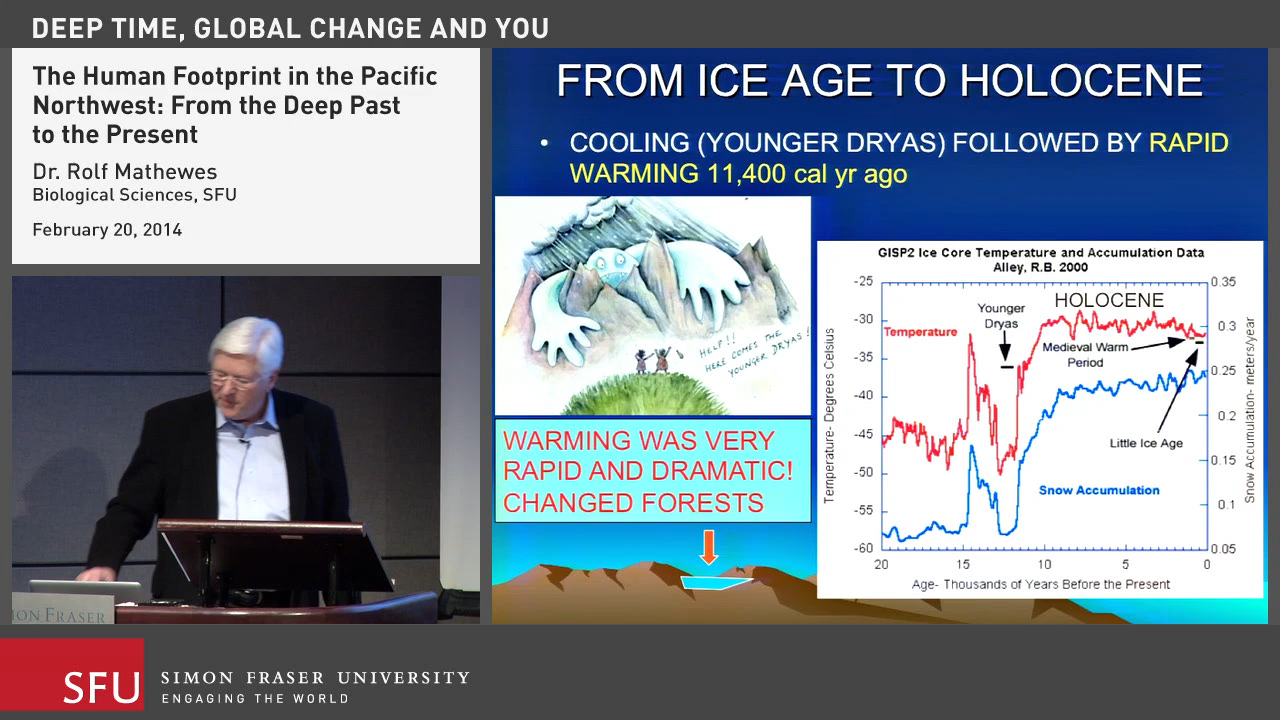 DEEP TIME, GLOBAL CHANGE AND YOU
The Human Footprint in the Pacific
Northwest: From the Deep Past
to the Present
Dr. Rolf Mathewes
Biological Sciences, SFU
February 20, 2014
FROM ICE AGE TO HOLOCENE
• COOLING (YOUNGER DRYAS) FOLLOWED BY RAPID
WARMING 11,400 cal yr ago
HELP!!
HERE COMES THE
YOUNGER DRYAS!
WARMING WAS VERY
RAPID AND DRAMATIC!
CHANGED FORESTS
GISP2 Ice Core Temperature and Accumulation Data
Alley, R.B. 2000
-25
-30
-35
-40
-45
-50
-55
-60
Temperature- Degrees Celsius
0.35
0.3
0.25
0.2
0.15
0.1
0.05
Snow Accumulation- meters/year
HOLOCENE
Younger
Dryas
Temperature
Medieval Warm
Period
Little Ice Age
Snow Accumulation
20
15
10
5
0
Age- Thousands of Years Before the Present
ON FRASER
SFU
SIMON FRASER UNIVERSITY
ENGAGING THE WORLD